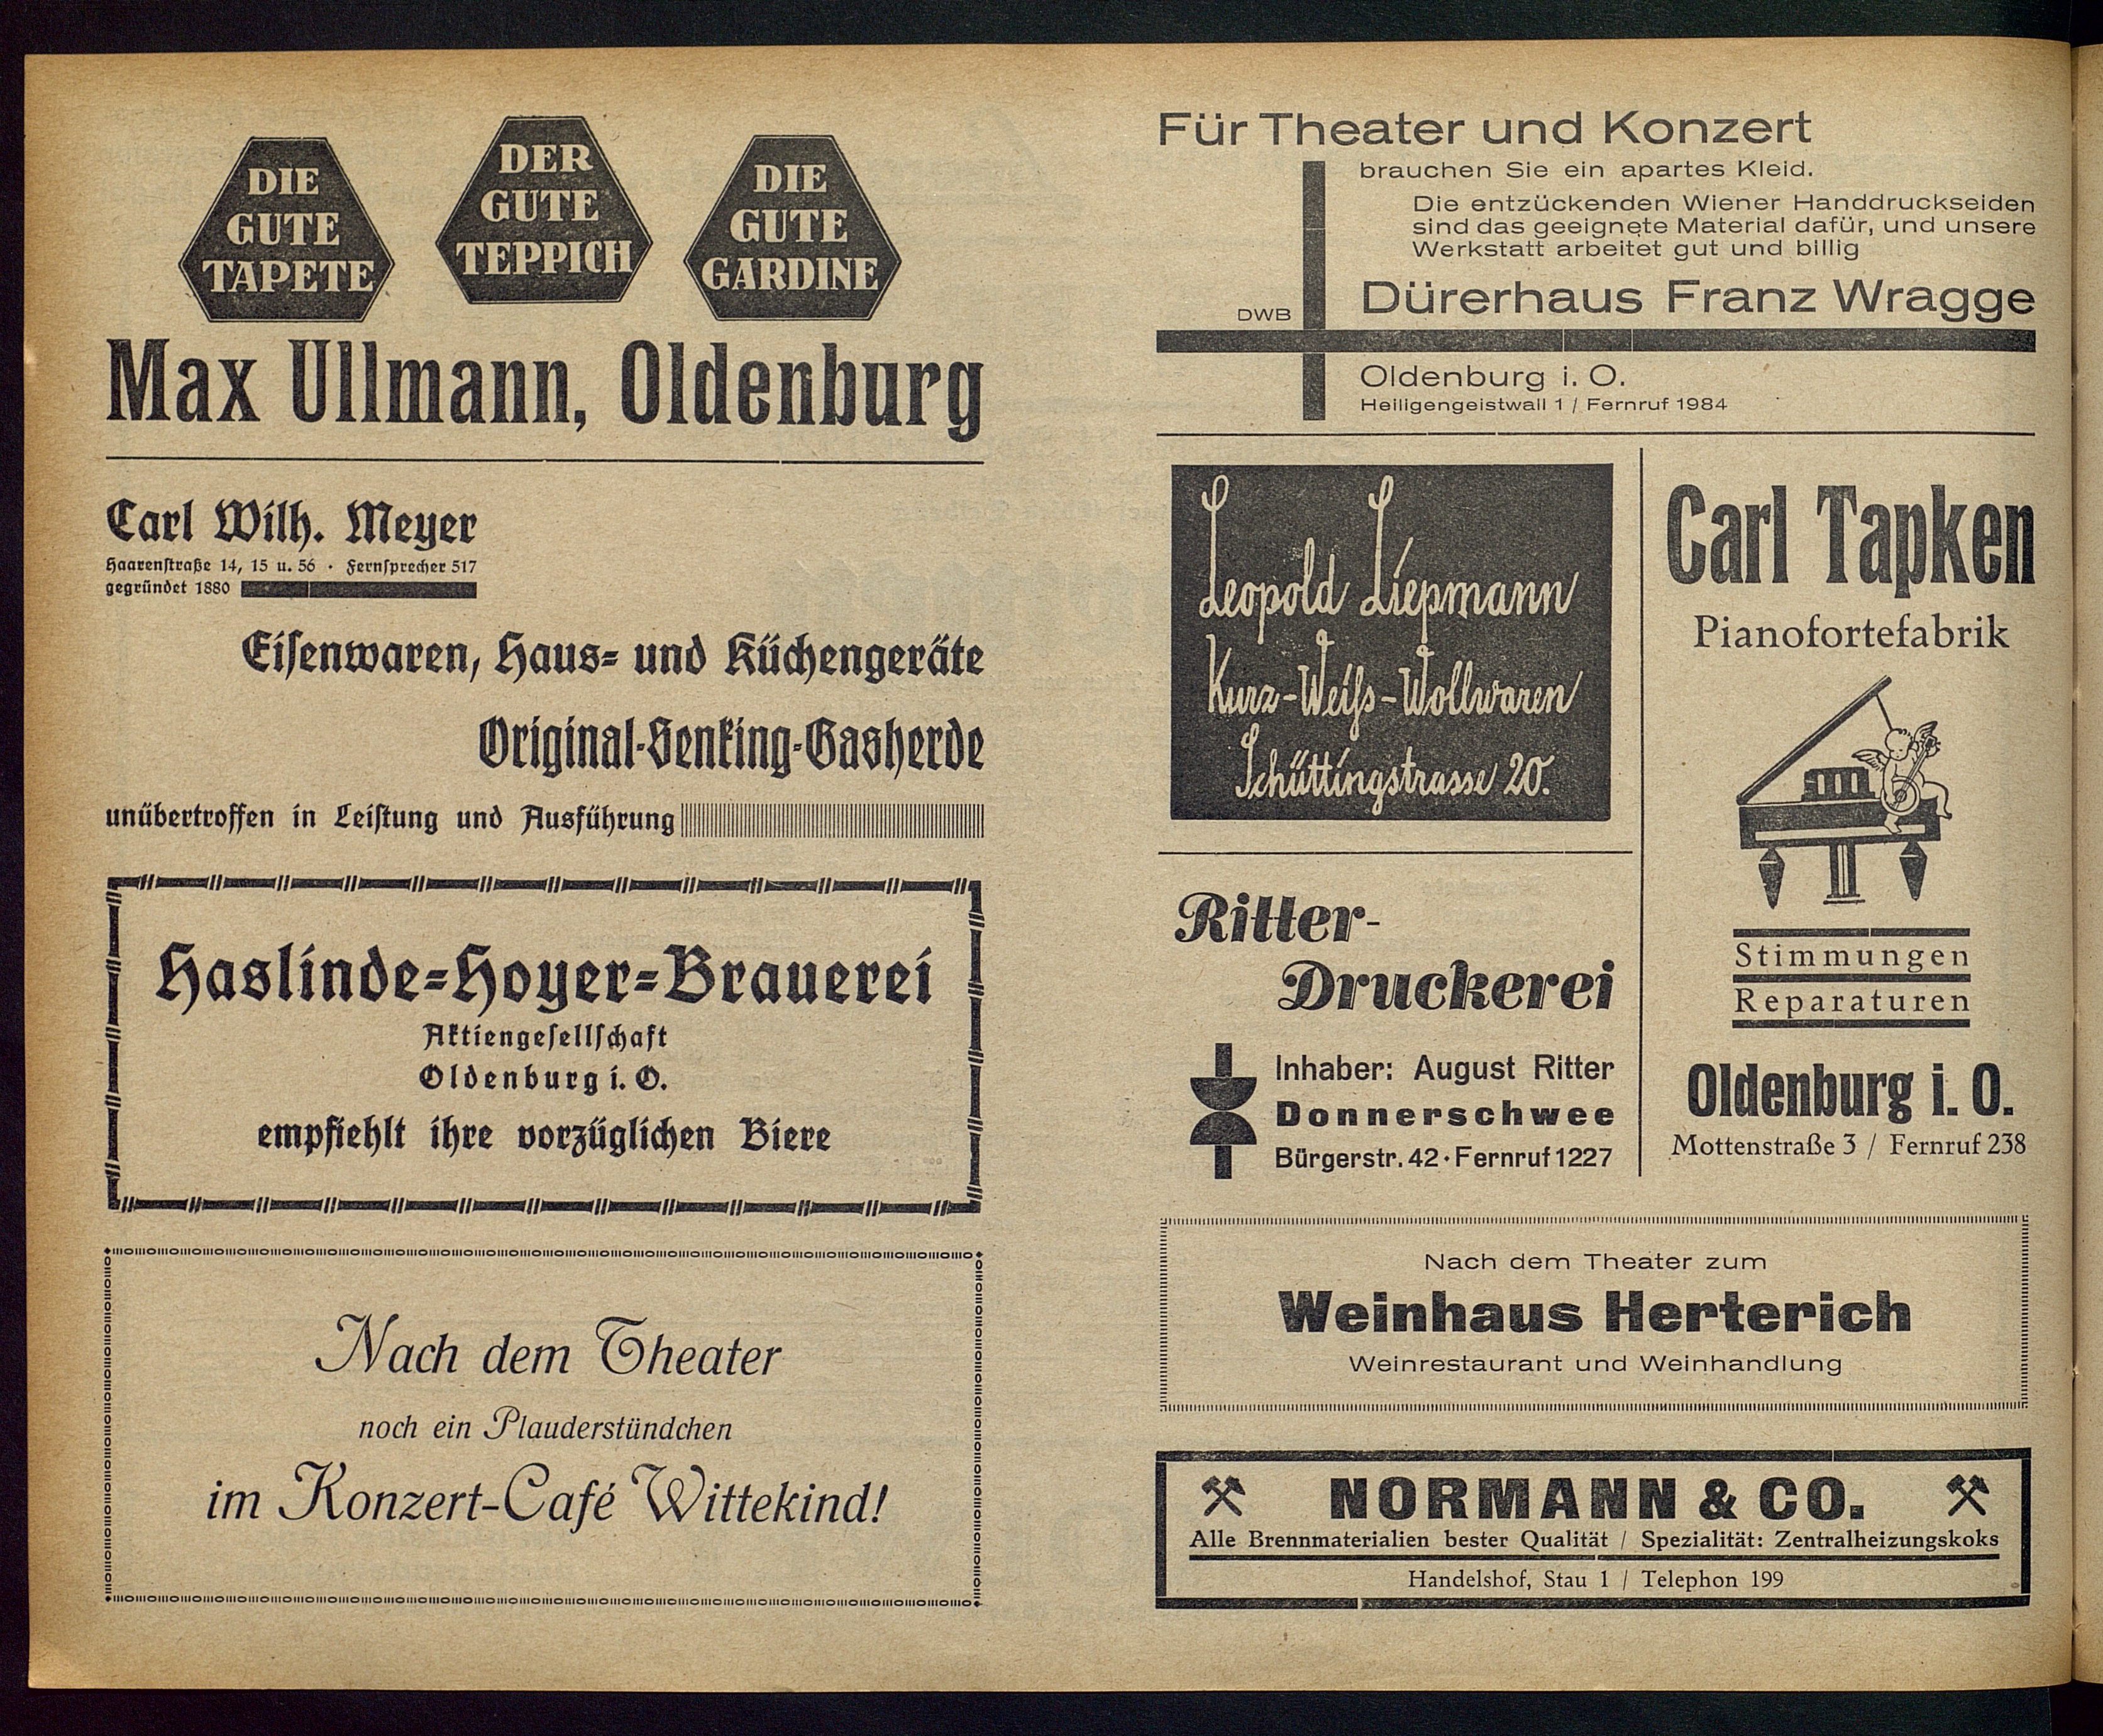 DIE
GUTE
TAPETE
DER
GUTE
TEPPICH
DIE
GUTE
GARDINE
Max Ullmann, Oldenburg
Carl Wilh. Meyer
Haarenſtraße 14, 15 u. 56 · Fernſprecher 517
gegründet 1880
Eiſenwaren, Haus- und Küchengeräte
Original-Senking-Gasherde
unübertroffen in Leiſtung und Ausführung
Haslinde-Hoyer-Brauerei
Aktiengeſellſchaft
Oldenburg i. O.
empfiehlt ihre vorzüglichen Biere
Nach dem Theater
noch ein Plauderstündchen
im Konzert-Café Wittekind!
Für Theater und Konzert
brauchen Sie ein apartes Kleid.
Die entzückenden Wiener Handdruckseiden
sind das geeignete Material dafür, und unsere
Werkstatt arbeitet gut und billig
DWB
Dürerhaus Franz Wragge
Oldenburg i. O.
Heiligengeistwall 1 / Fernruf 1984
Leopold Liepmann
Kurz-Weiſs-Wollwaren
Schüttingstrasse 20.
Ritter-
Druckerei
Inhaber: August Ritter
Donnerschwee
Bürgerstr. 42 · Fernruf 1227
Carl Tapken
Pianofortefabrik
Stimmungen
Reparaturen
Oldenburg i. O.
Mottenstraße 3 / Fernruf 238
Nach dem Theater zum
Weinhaus Herterich
Weinrestaurant und Weinhandlung
NORMANN & CO.
Alle Brennmaterialien bester Qualität / Spezialität: Zentralheizungskoks
Handelshof, Stau 1 / Telephon 199